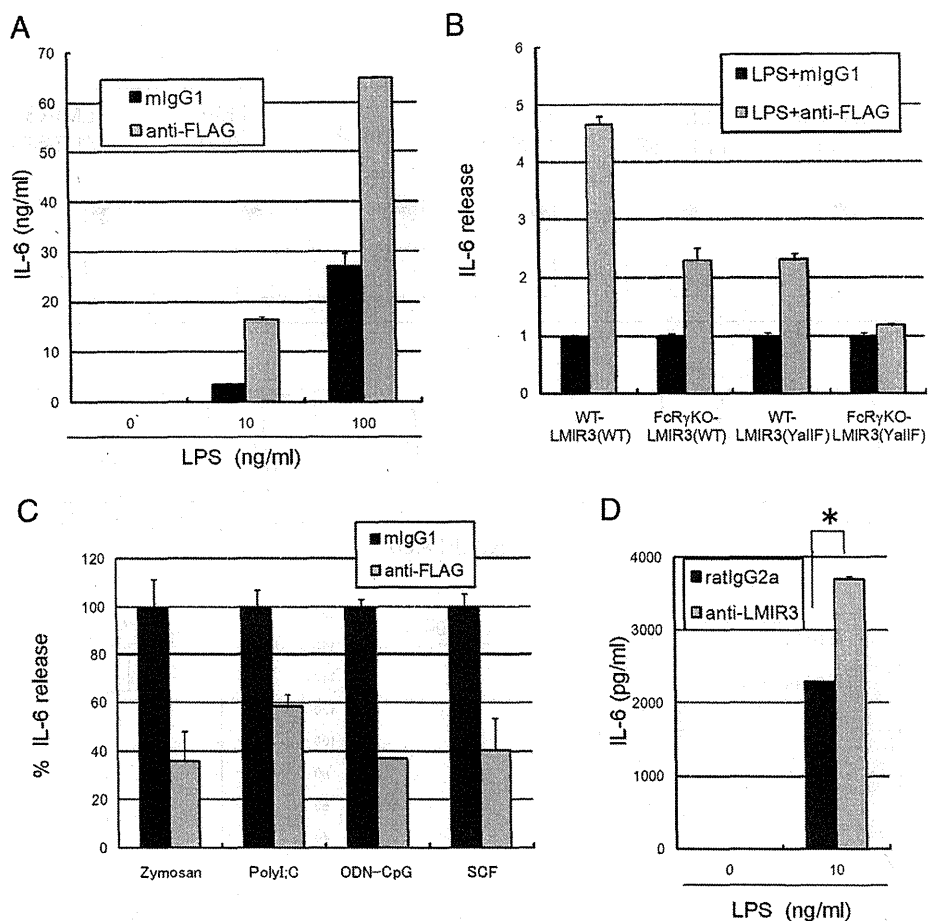 A
70
60
50
40
30
20
10
0
IL-6 (ng/ml)
mIgG1
anti-FLAG
0
10
100
LPS (ng/ml)
B
6
5
4
3
2
1
0
IL-6 release
LPS+mIgG1
LPS+anti-FLAG
WT-
LMIR3(WT)
FcRγKO-
LMIR3(WT)
WT-
LMIR3(YallF)
FcRγKO-
LMIR3(YallF)
C
120
100
80
60
40
20
0
% IL-6 release
mIgG1
anti-FLAG
Zymosan
PolyI;C
ODN-CpG
SCF
D
*
4000
3000
2000
1000
0
IL-6 (pg/ml)
ratIgG2a
anti-LMIR3
0
10
LPS (ng/ml)